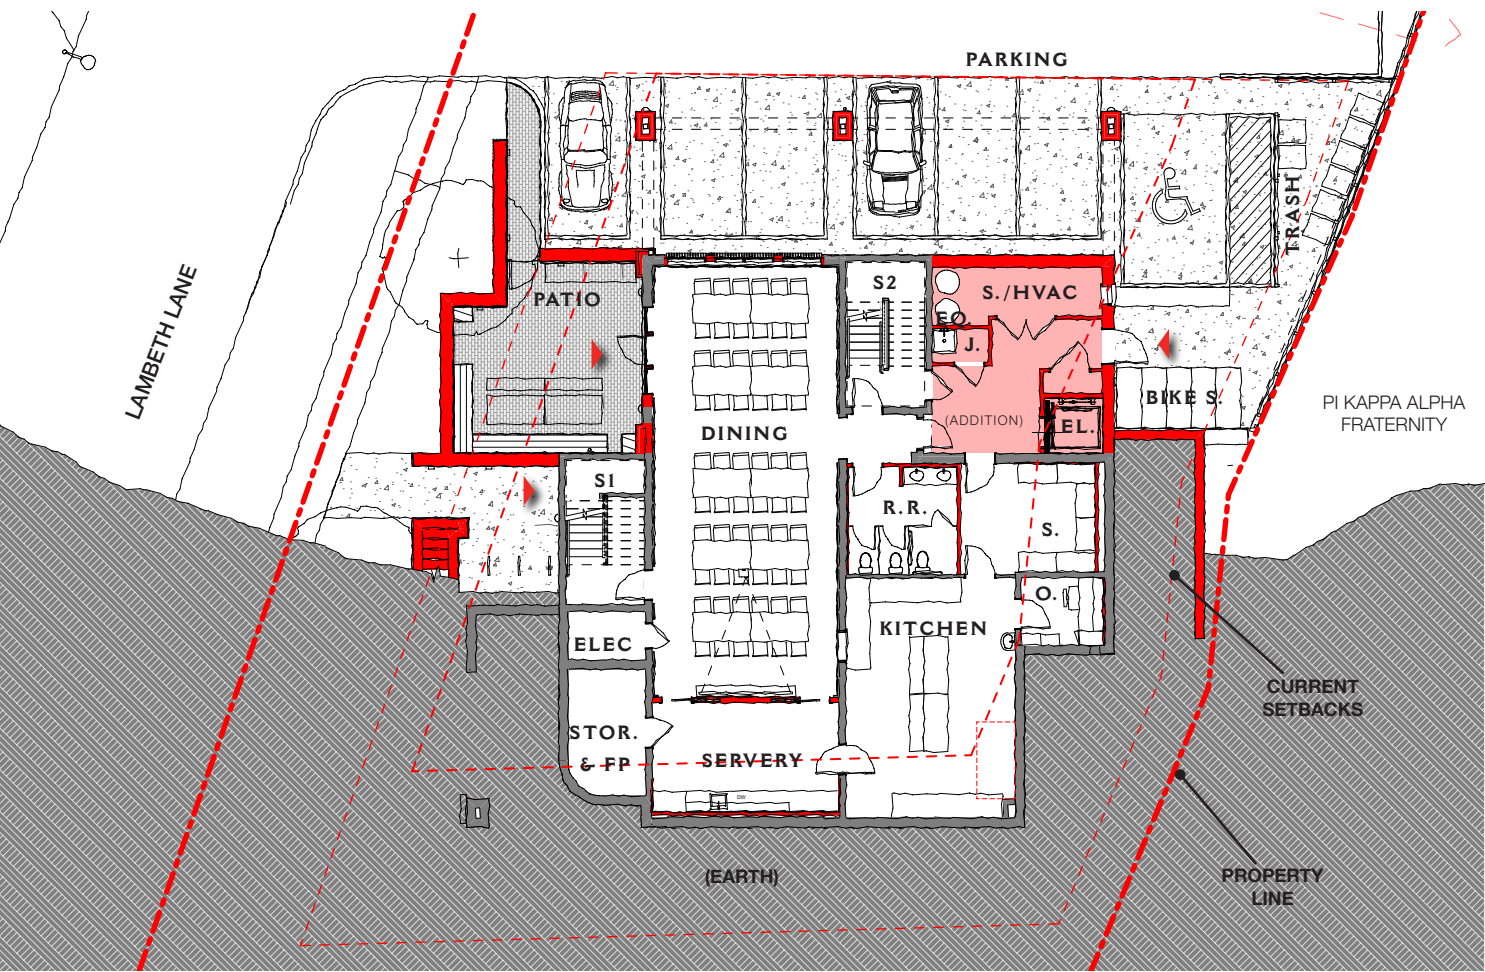 PARKING
TRASH
S2
S./HVAC
PATIO
EQ.
J.
LAMBETH LANE
BIKE S.
PI KAPPA ALPHA
FRATERNITY
(ADDITION)
EL.
DINING
S1
R.R.
S.
O.
KITCHEN
ELEC
CURRENT
SETBACKS
STOR.
& FP
SERVERY
DW
(EARTH)
PROPERTY
LINE